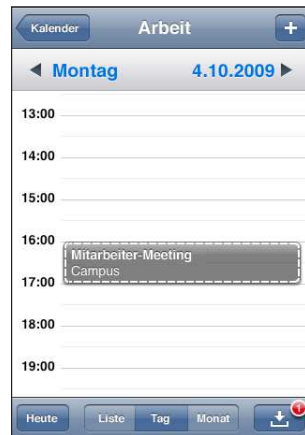 Kalender Arbeit +
Montag 4.10.2009
13:00
14:00
15:00
16:00
Mitarbeiter-Meeting
Campus
17:00
18:00
19:00
Heute Liste Tag Monat 1